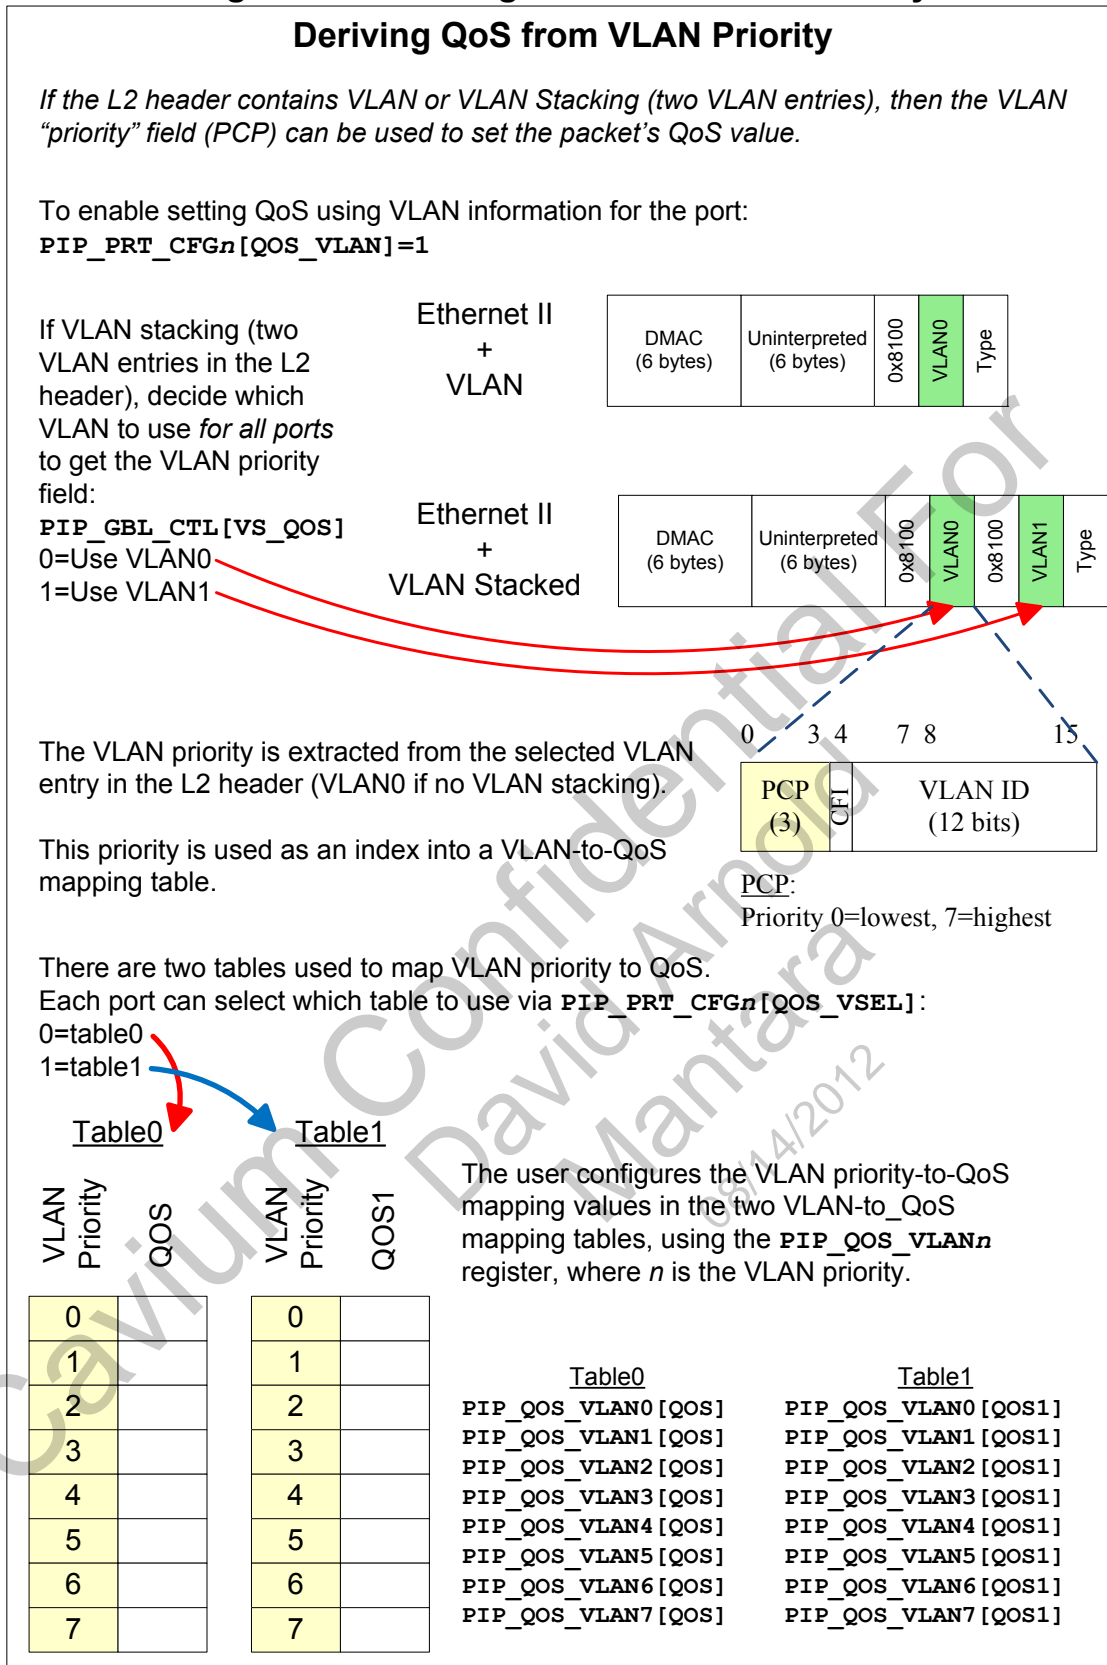 Deriving QoS from VLAN Priority
If the L2 header contains VLAN or VLAN Stacking (two VLAN entries), then the VLAN
“priority” field (PCP) can be used to set the packet’s QoS value.
To enable setting QoS using VLAN information for the port:
PIP_PRT_CFGn[QOS_VLAN]=1
If VLAN stacking (two
VLAN entries in the L2
header), decide which
VLAN to use for all ports
to get the VLAN priority
field:
PIP_GBL_CTL[VS_QOS]
0=Use VLAN0
1=Use VLAN1
Ethernet II
+
VLAN
DMAC
(6 bytes)
Uninterpreted
(6 bytes)
0x8100
VLAN0
Type
Ethernet II
+
VLAN Stacked
DMAC
(6 bytes)
Uninterpreted
(6 bytes)
0x8100
VLAN0
0x8100
VLAN1
Type
The VLAN priority is extracted from the selected VLAN
entry in the L2 header (VLAN0 if no VLAN stacking).
This priority is used as an index into a VLAN-to-QoS
mapping table.
0 3 4 7 8 15
PCP
(3)
CFI
VLAN ID
(12 bits)
PCP:
Priority 0=lowest, 7=highest
There are two tables used to map VLAN priority to QoS.
Each port can select which table to use via PIP_PRT_CFGn[QOS_VSEL]:
0=table0
1=table1
Table0
VLAN
Priority
QOS
0
1
2
3
4
5
6
7
Table1
VLAN
Priority
QOS1
0
1
2
3
4
5
6
7
The user configures the VLAN priority-to-QoS
mapping values in the two VLAN-to_QoS
mapping tables, using the PIP_QOS_VLANn
register, where n is the VLAN priority.
Table0
PIP_QOS_VLAN0[QOS]
PIP_QOS_VLAN1[QOS]
PIP_QOS_VLAN2[QOS]
PIP_QOS_VLAN3[QOS]
PIP_QOS_VLAN4[QOS]
PIP_QOS_VLAN5[QOS]
PIP_QOS_VLAN6[QOS]
PIP_QOS_VLAN7[QOS]
Table1
PIP_QOS_VLAN0[QOS1]
PIP_QOS_VLAN1[QOS1]
PIP_QOS_VLAN2[QOS1]
PIP_QOS_VLAN3[QOS1]
PIP_QOS_VLAN4[QOS1]
PIP_QOS_VLAN5[QOS1]
PIP_QOS_VLAN6[QOS1]
PIP_QOS_VLAN7[QOS1]
Cavium Confidential For
David Arnold
Mantara
08/14/2012